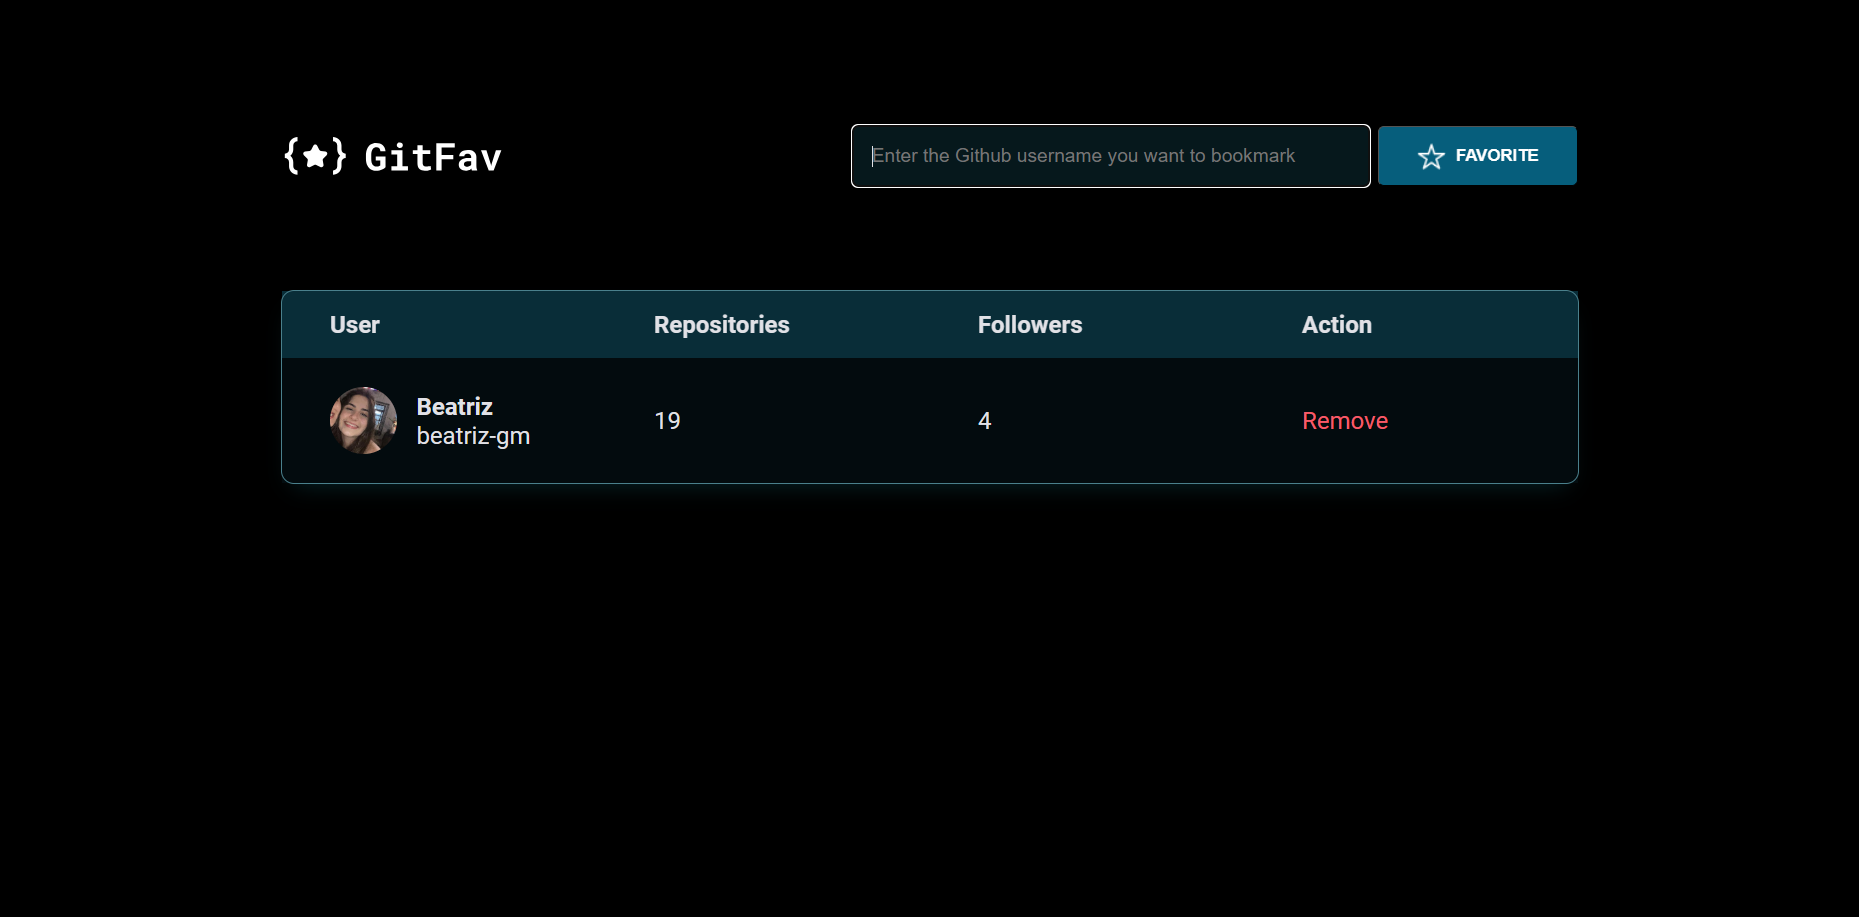 {★} GitFav
Enter the Github username you want to bookmark
FAVORITE
User Repositories Followers Action
Beatriz
beatriz-gm
19 4 Remove